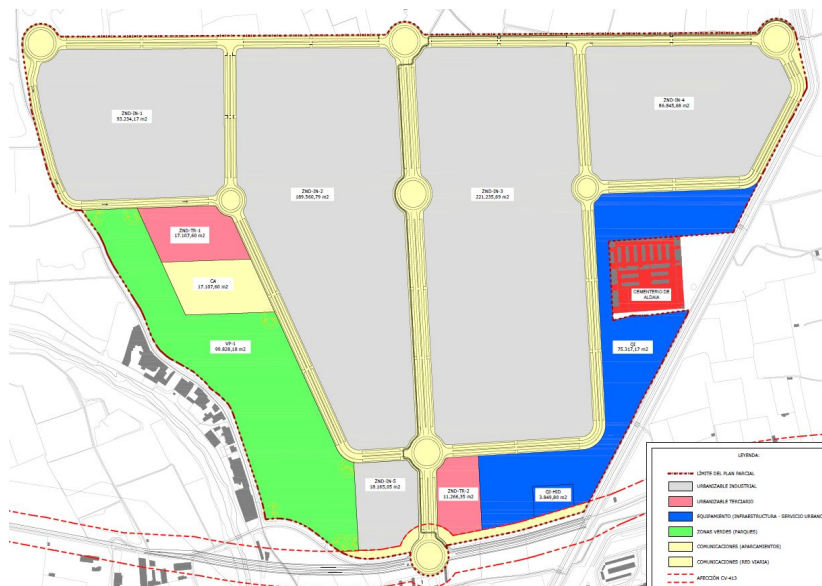 ZND-IN-1
93.234,17 m2
ZND-IN-2
189.560,79 m2
ZND-IN-3
221.235,69 m2
ZND-IN-4
86.845,68 m2
ZND-TR-1
17.107,60 m2
CA
17.107,60 m2
CEMENTERIO DE
ALDAIA
VP-1
99.828,18 m2
QI
75.317,17 m2
ZND-IN-5
18.165,05 m2
ZND-TR-2
11.266,35 m2
QI-HID
3.849,80 m2
LEYENDA:
LÍMITE DEL PLAN PARCIAL
URBANIZABLE INDUSTRIAL
URBANIZABLE TERCIARIO
EQUIPAMIENTO (INFRAESTRUCTURA - SERVICIO URBANO
ZONAS VERDES (PARQUES)
COMUNICACIONES (APARCAMIENTOS)
COMUNICACIONES (RED VIARIA)
AFECCIÓN CV-413